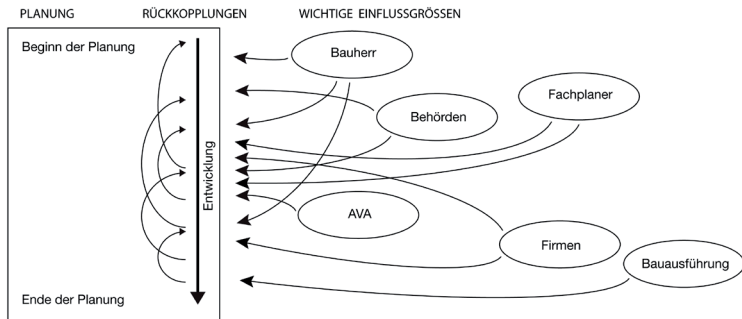 PLANUNG
RÜCKKOPPLUNGEN
WICHTIGE EINFLUSSGRÖSSEN
Beginn der Planung
Bauherr
Fachplaner
Behörden
Entwicklung
AVA
Firmen
Bauausführung
Ende der Planung